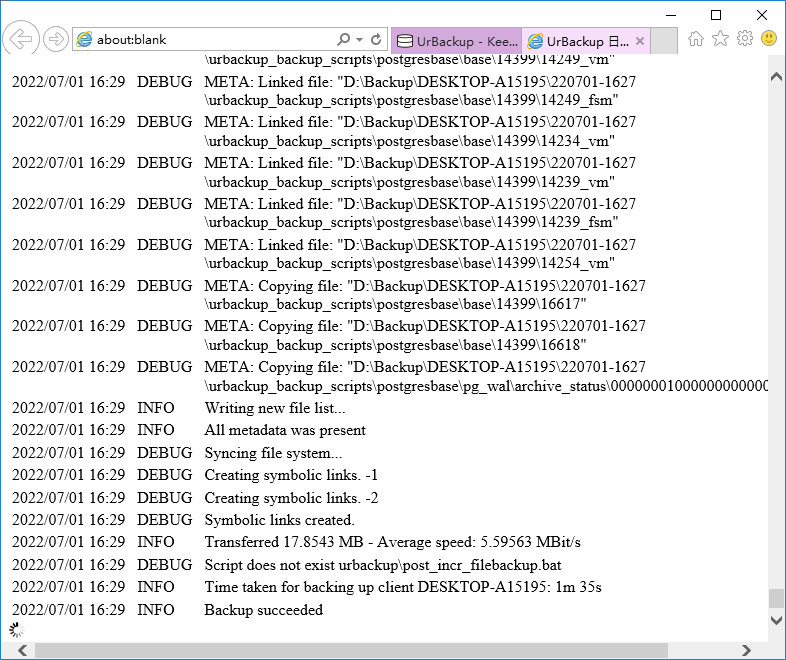 about:blank
UrBackup - Kee...
UrBackup 日...
\urbackup_backup_scripts\postgresbase\base\14399\14249_vm"
2022/07/01 16:29 DEBUG META: Linked file: "D:\Backup\DESKTOP-A15195\220701-1627
\urbackup_backup_scripts\postgresbase\base\14399\14249_fsm"
2022/07/01 16:29 DEBUG META: Linked file: "D:\Backup\DESKTOP-A15195\220701-1627
\urbackup_backup_scripts\postgresbase\base\14399\14234_vm"
2022/07/01 16:29 DEBUG META: Linked file: "D:\Backup\DESKTOP-A15195\220701-1627
\urbackup_backup_scripts\postgresbase\base\14399\14239_vm"
2022/07/01 16:29 DEBUG META: Linked file: "D:\Backup\DESKTOP-A15195\220701-1627
\urbackup_backup_scripts\postgresbase\base\14399\14239_fsm"
2022/07/01 16:29 DEBUG META: Linked file: "D:\Backup\DESKTOP-A15195\220701-1627
\urbackup_backup_scripts\postgresbase\base\14399\14254_vm"
2022/07/01 16:29 DEBUG META: Copying file: "D:\Backup\DESKTOP-A15195\220701-1627
\urbackup_backup_scripts\postgresbase\base\14399\16617"
2022/07/01 16:29 DEBUG META: Copying file: "D:\Backup\DESKTOP-A15195\220701-1627
\urbackup_backup_scripts\postgresbase\base\14399\16618"
2022/07/01 16:29 DEBUG META: Copying file: "D:\Backup\DESKTOP-A15195\220701-1627
\urbackup_backup_scripts\postgresbase\pg_wal\archive_status\00000001000000000000
2022/07/01 16:29 INFO Writing new file list...
2022/07/01 16:29 INFO All metadata was present
2022/07/01 16:29 DEBUG Syncing file system...
2022/07/01 16:29 DEBUG Creating symbolic links. -1
2022/07/01 16:29 DEBUG Creating symbolic links. -2
2022/07/01 16:29 DEBUG Symbolic links created.
2022/07/01 16:29 INFO Transferred 17.8543 MB - Average speed: 5.59563 MBit/s
2022/07/01 16:29 DEBUG Script does not exist urbackup\post_incr_filebackup.bat
2022/07/01 16:29 INFO Time taken for backing up client DESKTOP-A15195: 1m 35s
2022/07/01 16:29 INFO Backup succeeded